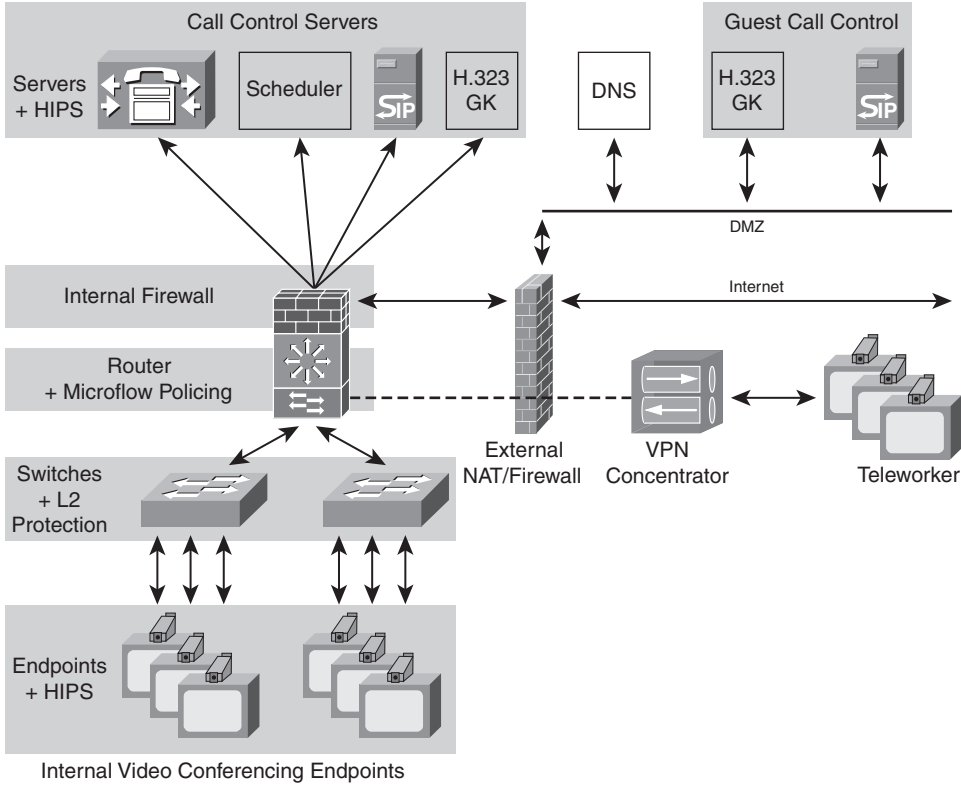 Call Control Servers
Guest Call Control
Servers
+ HIPS
Scheduler
SIP
H.323
GK
DNS
H.323
GK
SIP
DMZ
Internal Firewall
Internet
Router
+ Microflow Policing
External
NAT/Firewall
VPN
Concentrator
Teleworker
Switches
+ L2
Protection
Endpoints
+ HIPS
Internal Video Conferencing Endpoints